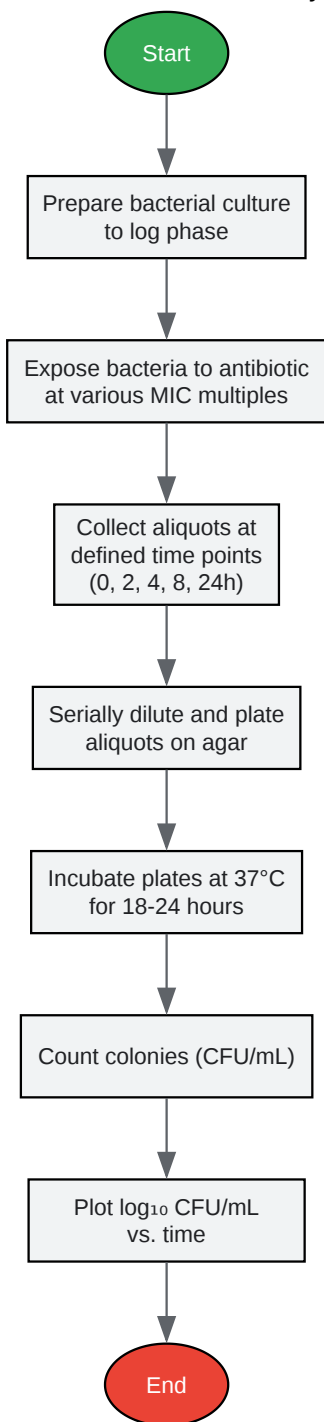 Start
Prepare bacterial culture
to log phase
Expose bacteria to antibiotic
at various MIC multiples
Collect aliquots at
defined time points
(0, 2, 4, 8, 24h)
Serially dilute and plate
aliquots on agar
Incubate plates at 37°C
for 18-24 hours
Count colonies (CFU/mL)
Plot log₁₀ CFU/mL
vs. time
End